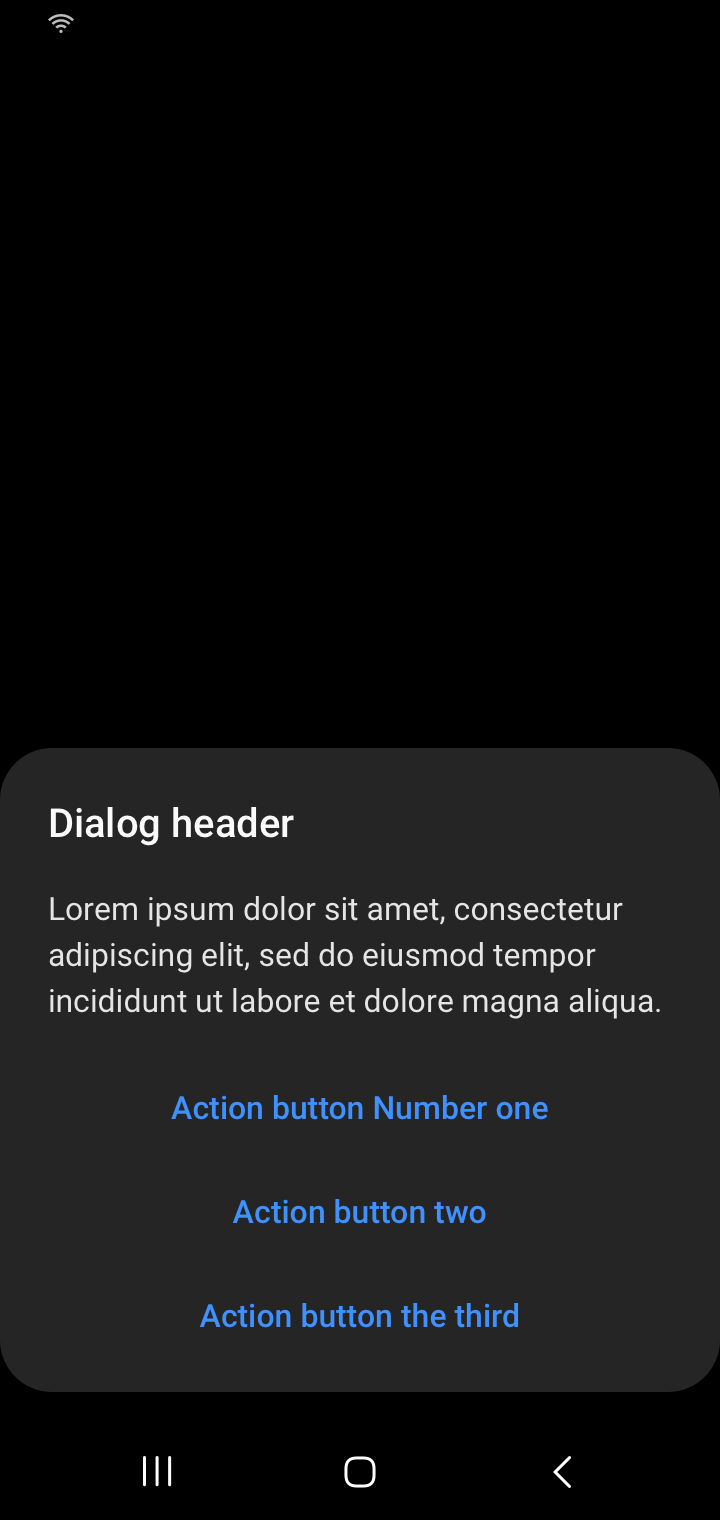 Dialog header
Lorem ipsum dolor sit amet, consectetur
adipiscing elit, sed do eiusmod tempor
incididunt ut labore et dolore magna aliqua.
Action button Number one
Action button two
Action button the third